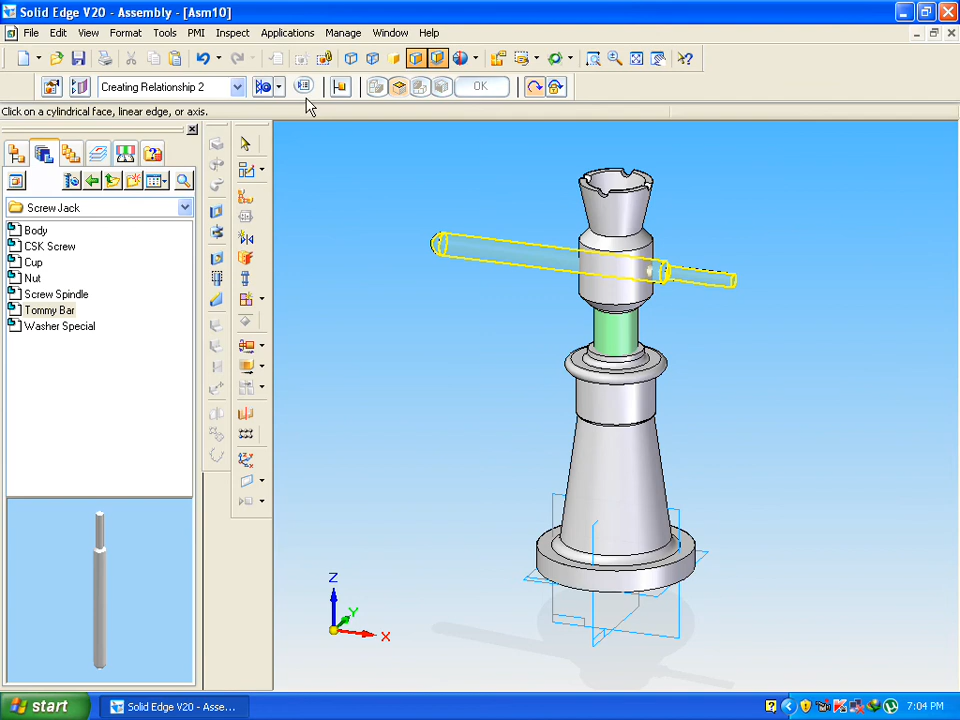 Solid Edge V20 - Assembly - [Asm10]
File Edit View Format Tools PMI Inspect Applications Manage Window Help
Creating Relationship 2
OK
Click on a cylindrical face, linear edge, or axis.
Screw Jack
Body
CSK Screw
Cup
Nut
Screw Spindle
Tommy Bar
Washer Special
Z
Y
X
start
Solid Edge V20 - Asse...
7:04 PM